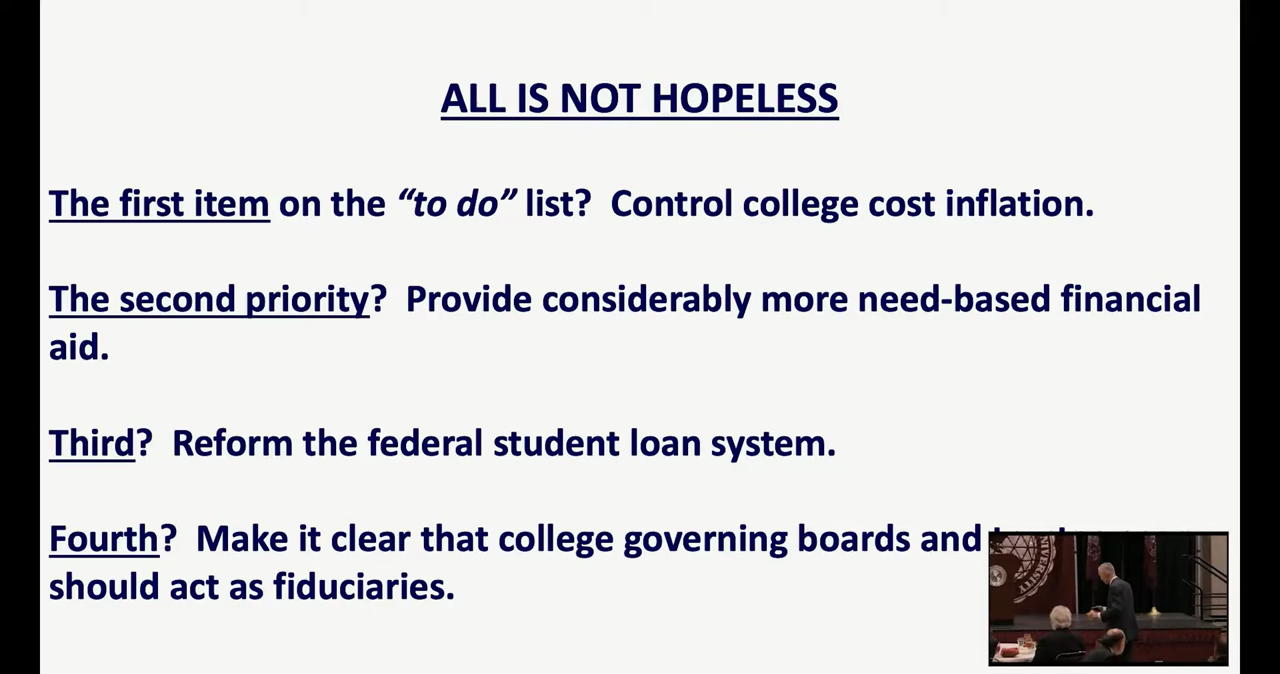 ALL IS NOT HOPELESS
The first item on the “to do” list?  Control college cost inflation.
The second priority?  Provide considerably more need-based financial
aid.
Third?  Reform the federal student loan system.
Fourth?  Make it clear that college governing boards and
should act as fiduciaries.
UNIVERSITY